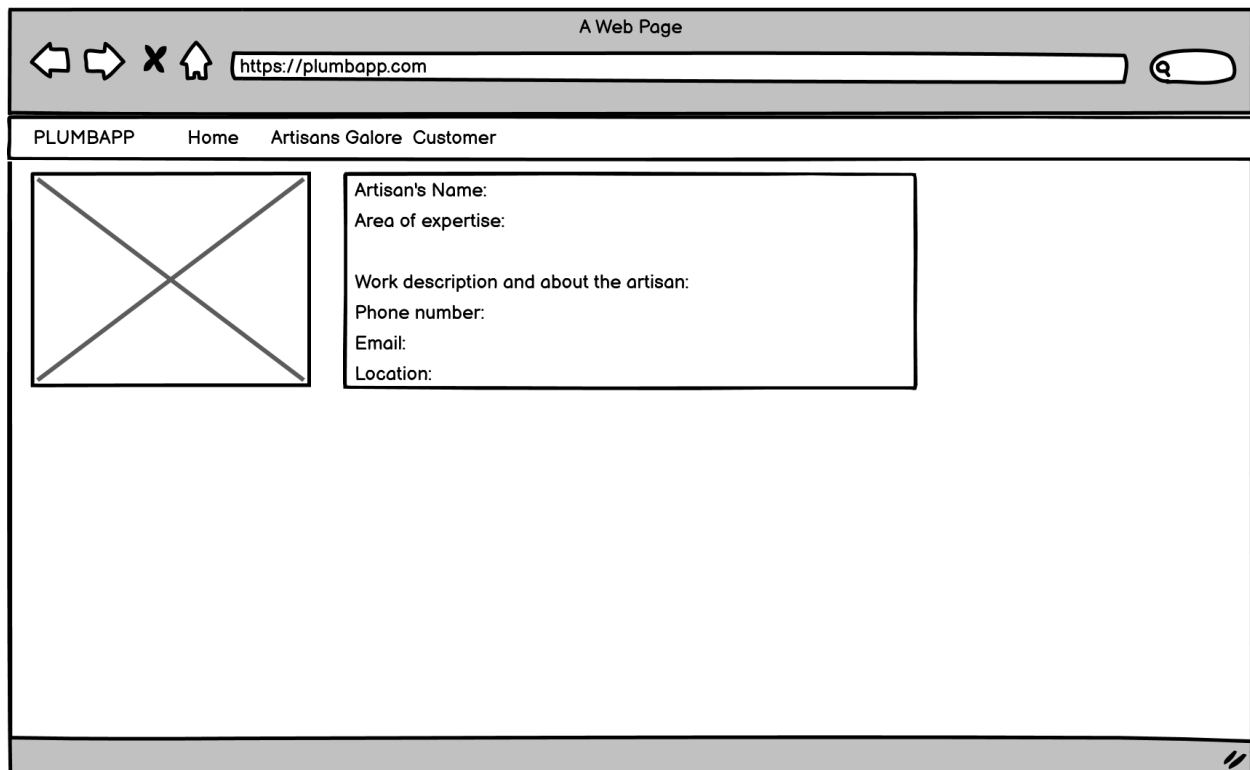 A Web Page
https://plumbapp.com
PLUMBAPP Home Artisans Galore Customer
Artisan's Name:
Area of expertise:
Work description and about the artisan:
Phone number:
Email:
Location: